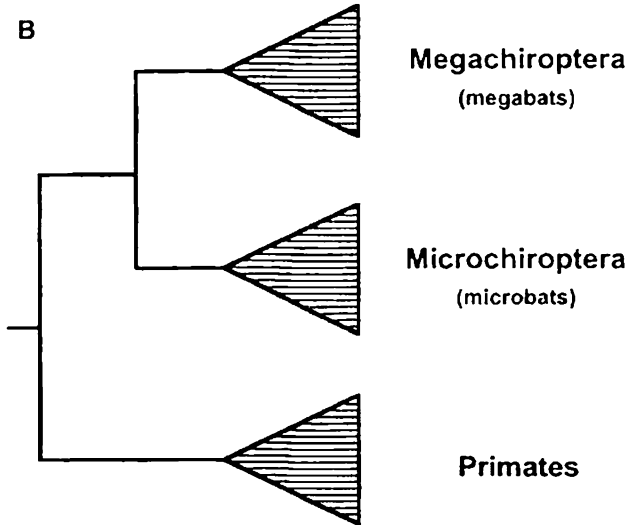 B
Megachiroptera
(megabats)
Microchiroptera
(microbats)
Primates